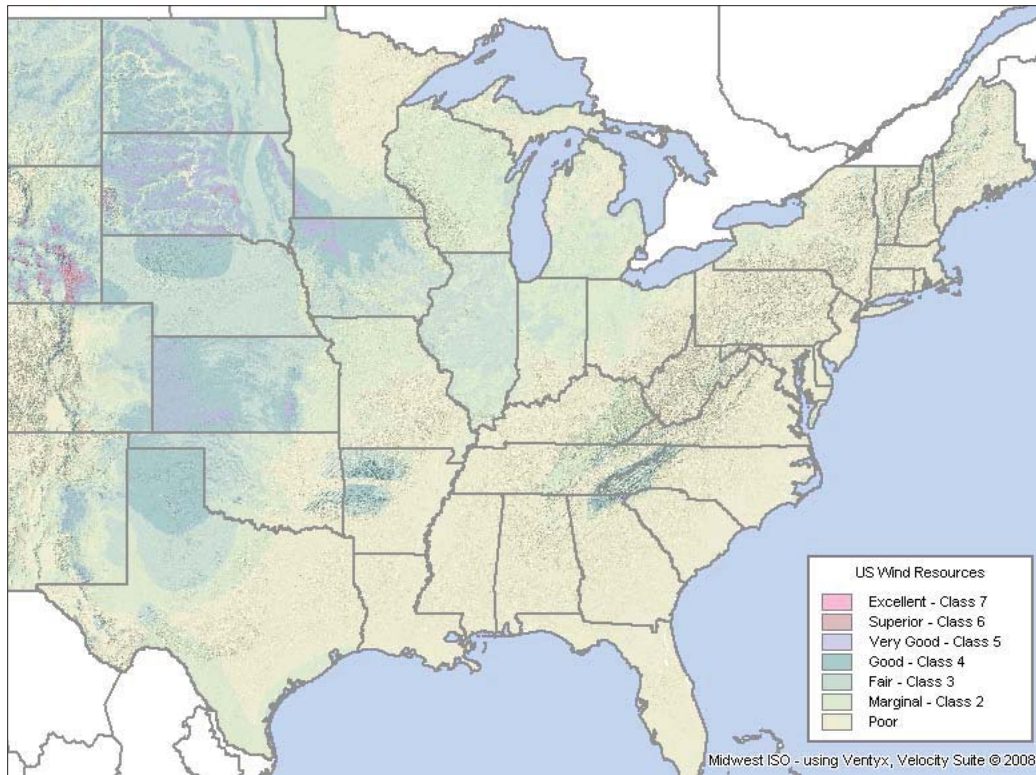 US Wind Resources
Excellent - Class 7
Superior - Class 6
Very Good - Class 5
Good - Class 4
Fair - Class 3
Marginal - Class 2
Poor
Midwest ISO - using Ventyx, Velocity Suite © 2008